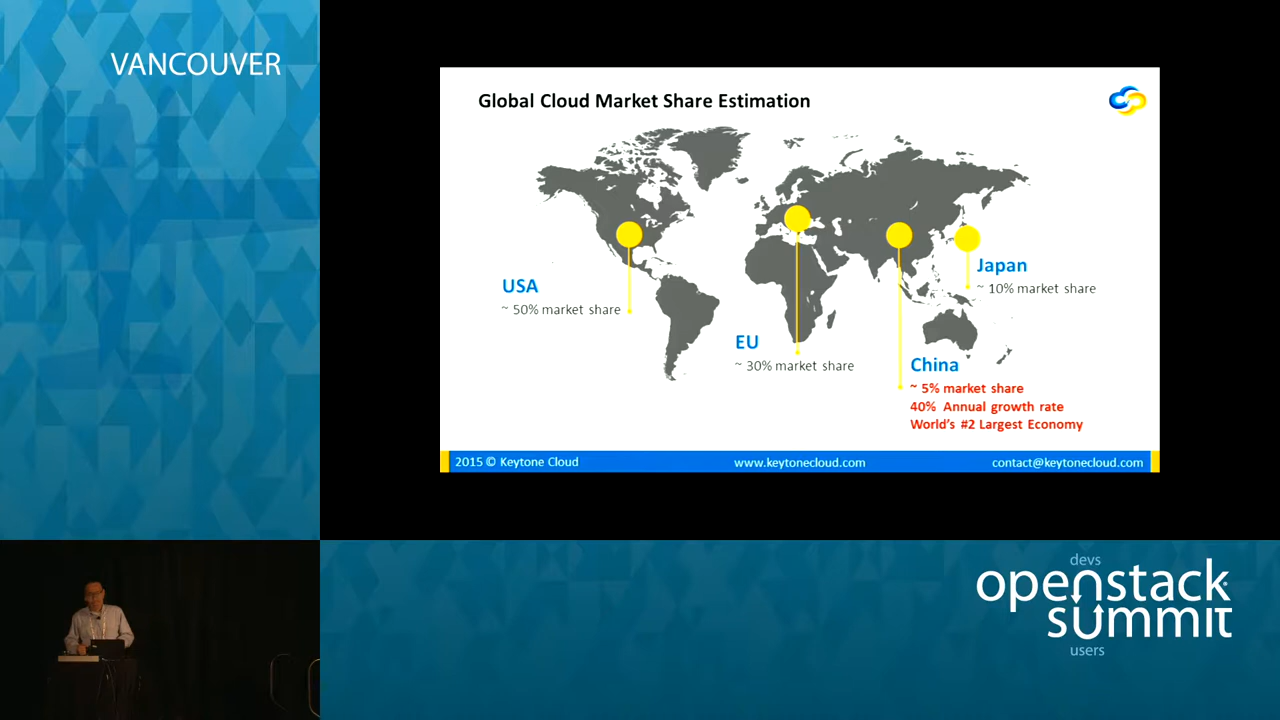 VANCOUVER
Global Cloud Market Share Estimation
USA
~ 50% market share
EU
~ 30% market share
Japan
~ 10% market share
China
~ 5% market share
40% Annual growth rate
World's #2 Largest Economy
2015 © Keytone Cloud
www.keytonecloud.com
contact@keytonecloud.com
devs
openstack
summit
users